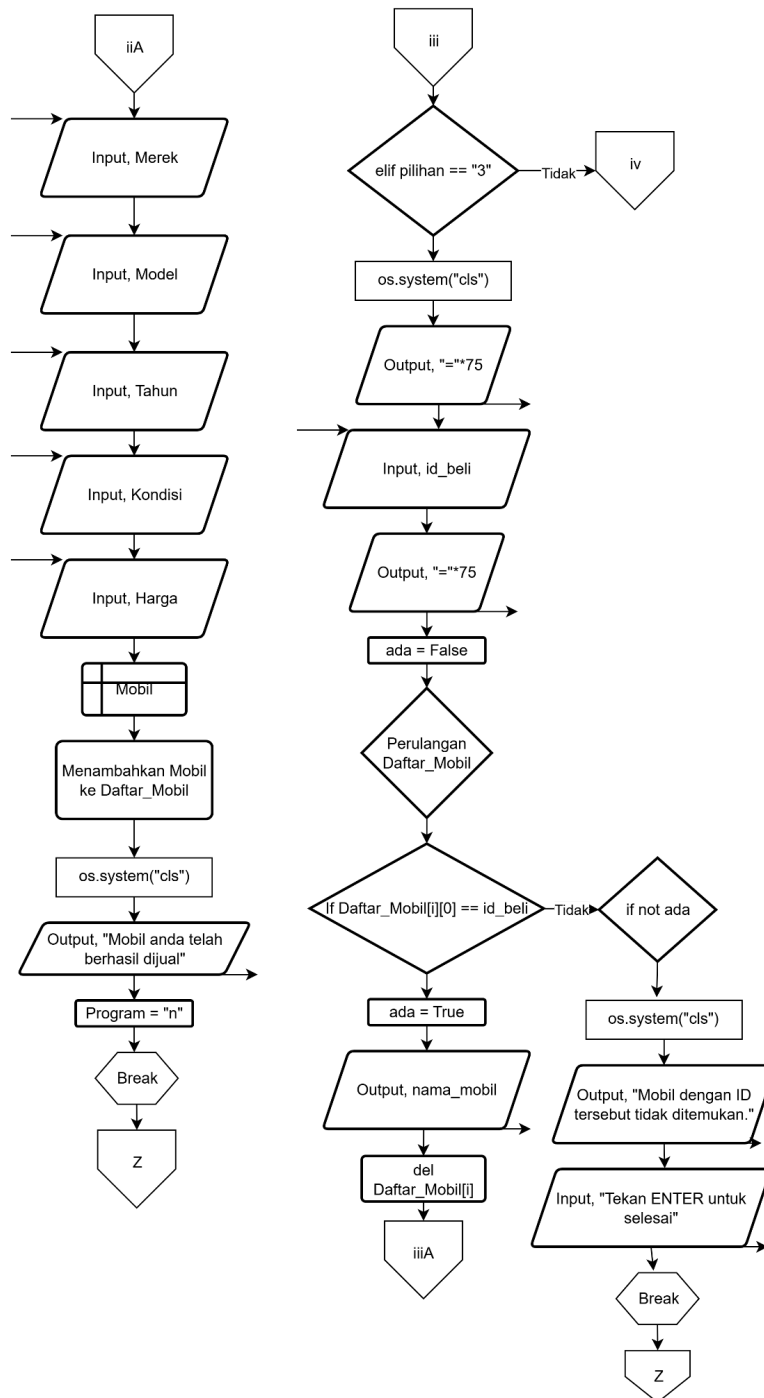 iiA
Input, Merek
Input, Model
Input, Tahun
Input, Kondisi
Input, Harga
Mobil
Menambahkan Mobil
ke Daftar_Mobil
os.system("cls")
Output, "Mobil anda telah
berhasil dijual"
Program = "n"
Break
Z
iii
elif pilihan == "3"
Tidak
iv
os.system("cls")
Output, "="*75
Input, id_beli
Output, "="*75
ada = False
Perulangan
Daftar_Mobil
If Daftar_Mobil[i][0] == id_beli
Tidak
if not ada
ada = True
Output, nama_mobil
del
Daftar_Mobil[i]
iiiA
os.system("cls")
Output, "Mobil dengan ID
tersebut tidak ditemukan."
Input, "Tekan ENTER untuk
selesai"
Break
Z